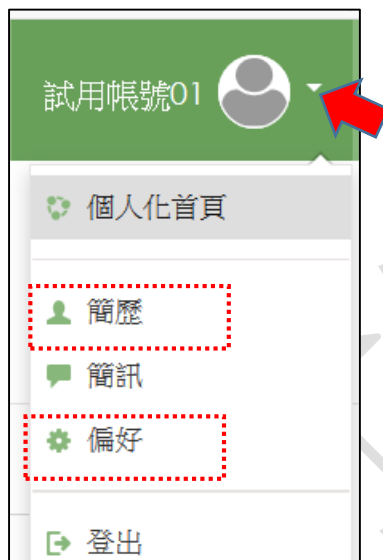 試用帳號01
個人化首頁
簡歷
簡訊
偏好
登出